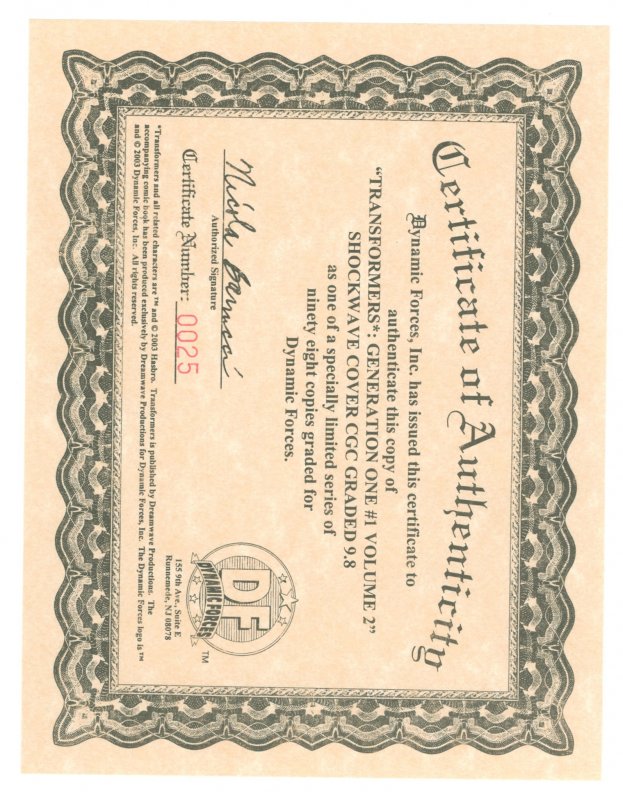 Certificate of Authenticity
Dynamic Forces, Inc. has issued this certificate to
authenticate this copy of
"TRANSFORMERS*: GENERATION ONE #1 VOLUME 2"
SHOCKWAVE COVER CGC GRADED 9.8
as one of a specially limited series of
ninety eight copies graded for
Dynamic Forces.
Nicola
Authorized Signature
Certificate Number: 0025
DF
DYNAMIC FORCES
TM
155 9th Ave., Suite E
Runnemede, NJ 08078
*Transformers and all related characters are ™ and © 2003 Hasbro. Transformers is published by Dreamwave Productions. The
accompanying comic book has been produced exclusively by Dreamwave Productions for Dynamic Forces, Inc. The Dynamic Forces logo is ™
and © 2003 Dynamic Forces, Inc. All rights reserved.